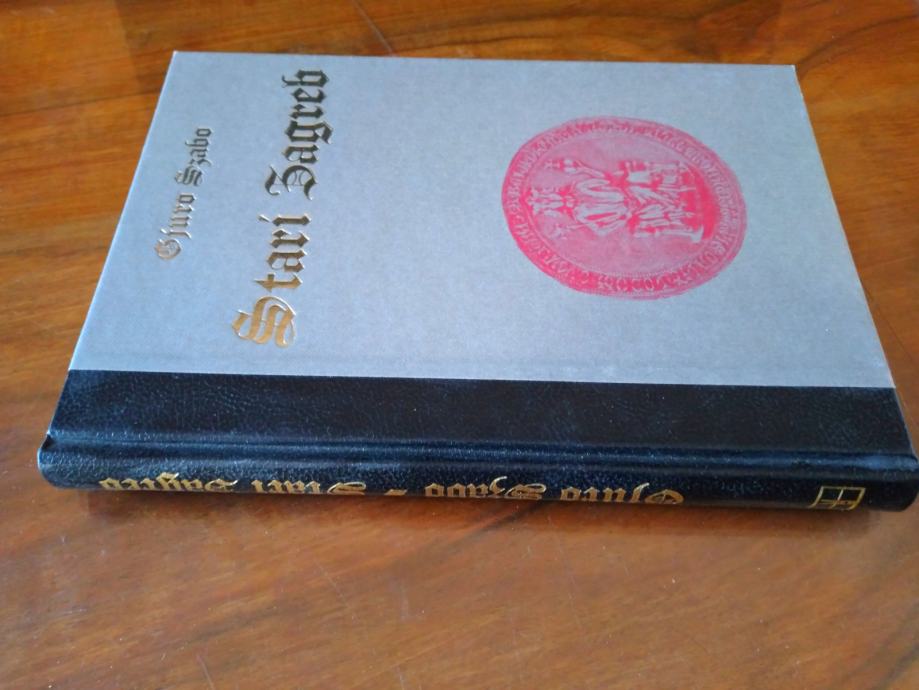 Gjuro Szabo
Stari Zagreb
Gjuro Szabo • Stari Zagreb